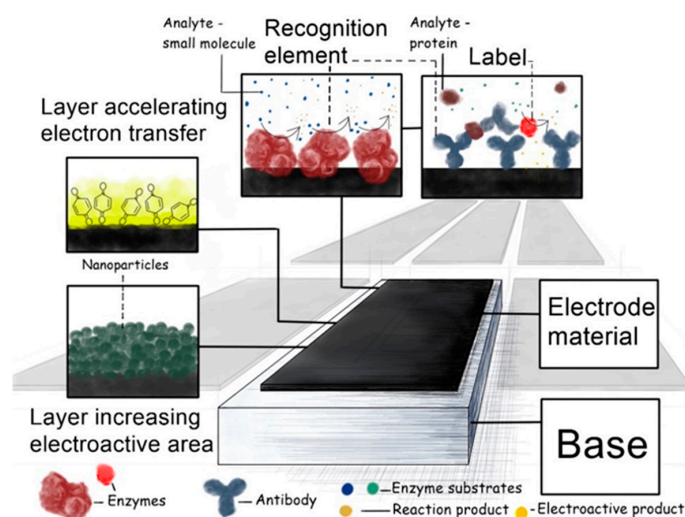 Analyte -
small molecule
Recognition
element
Analyte -
protein
Label
Layer accelerating
electron transfer
Nanoparticles
Electrode
material
Layer increasing
electroactive area
Base
Enzymes
Antibody
Enzyme substrates
Reaction product
- Electroactive product